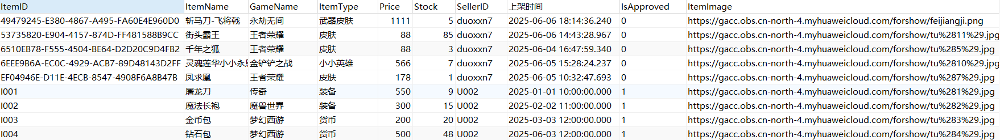 ItemID ItemName GameName ItemType Price Stock SellerID 上架时间 IsApproved ItemImage
49479245-E380-4867-A495-FA60E4E960D0 斩马刀-飞将戟 永劫无间 武器皮肤 1111 5 duoxxn7 2025-06-06 18:14:36.240 0 https://gacc.obs.cn-north-4.myhuaweicloud.com/forshow/feijiangji.png
53735820-E904-4157-874D-FF481588B9CC 街头霸王 王者荣耀 皮肤 88 85 duoxxn7 2025-06-06 14:43:28.967 0 https://gacc.obs.cn-north-4.myhuaweicloud.com/forshow/tu%2811%29.jpg
6510EB78-F555-4504-BE64-D2D20C9D4FB2 千年之狐 王者荣耀 皮肤 88 3 duoxxn7 2025-06-04 16:47:59.340 0 https://gacc.obs.cn-north-4.myhuaweicloud.com/forshow/tu%285%29.jpg
6EEE9B6A-EC0C-4929-ACB7-89D48143D2FF 灵魂莲华小小永 金铲铲之战 小小英雄 566 7 duoxxn7 2025-06-05 15:28:24.237 0 https://gacc.obs.cn-north-4.myhuaweicloud.com/forshow/tu%2810%29.jpg
EF04946E-D11E-4ECB-8547-4908F6A8B47B 凤求凰 王者荣耀 皮肤 178 1 duoxxn7 2025-06-05 10:32:47.693 0 https://gacc.obs.cn-north-4.myhuaweicloud.com/forshow/tu%287%29.jpg
I001 屠龙刀 传奇 装备 550 9 U002 2025-01-01 10:00:00.000 1 https://gacc.obs.cn-north-4.myhuaweicloud.com/forshow/tu%281%29.jpg
I002 魔法长袍 魔兽世界 装备 300 15 U002 2025-02-02 11:00:00.000 1 https://gacc.obs.cn-north-4.myhuaweicloud.com/forshow/tu%282%29.jpg
I003 金币包 梦幻西游 货币 200 20 U002 2025-03-03 12:00:00.000 1 https://gacc.obs.cn-north-4.myhuaweicloud.com/forshow/tu%283%29.jpg
I004 钻石包 梦幻西游 货币 500 48 U002 2025-06-03 12:00:00.000 1 https://gacc.obs.cn-north-4.myhuaweicloud.com/forshow/tu%284%29.jpg